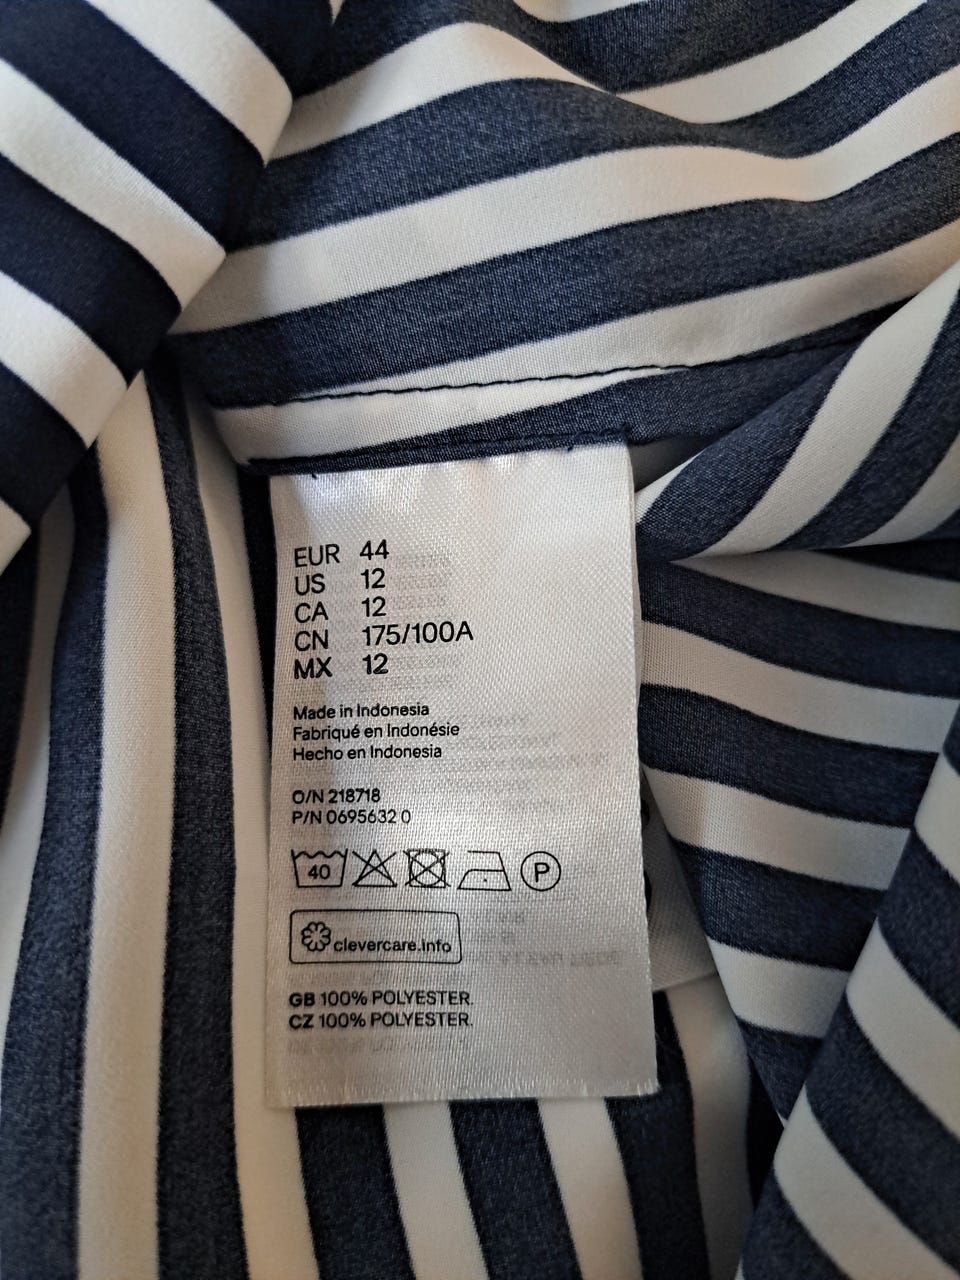 EUR 44
US 12
CA 12
CN 175/100A
MX 12
Made in Indonesia
Fabriqué en Indonésie
Hecho en Indonesia
O/N 218718
P/N 0695632 0
40
P
clevercare.info
GB 100% POLYESTER.
CZ 100% POLYESTER.